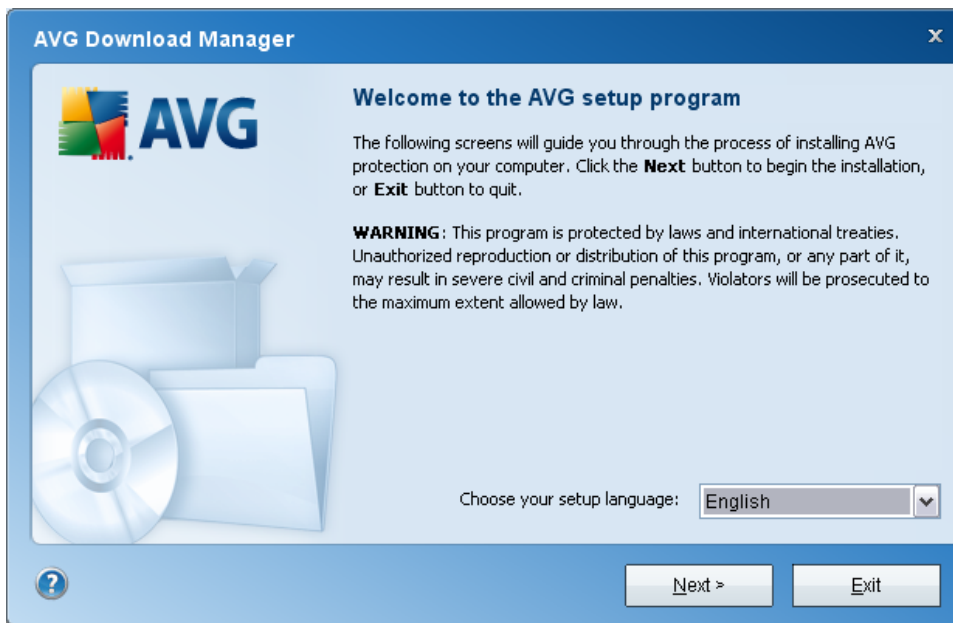 AVG Download Manager
x
AVG
Welcome to the AVG setup program
The following screens will guide you through the process of installing AVG
protection on your computer. Click the Next button to begin the installation,
or Exit button to quit.
WARNING: This program is protected by laws and international treaties.
Unauthorized reproduction or distribution of this program, or any part of it,
may result in severe civil and criminal penalties. Violators will be prosecuted to
the maximum extent allowed by law.
Choose your setup language: English
?
Next > Exit